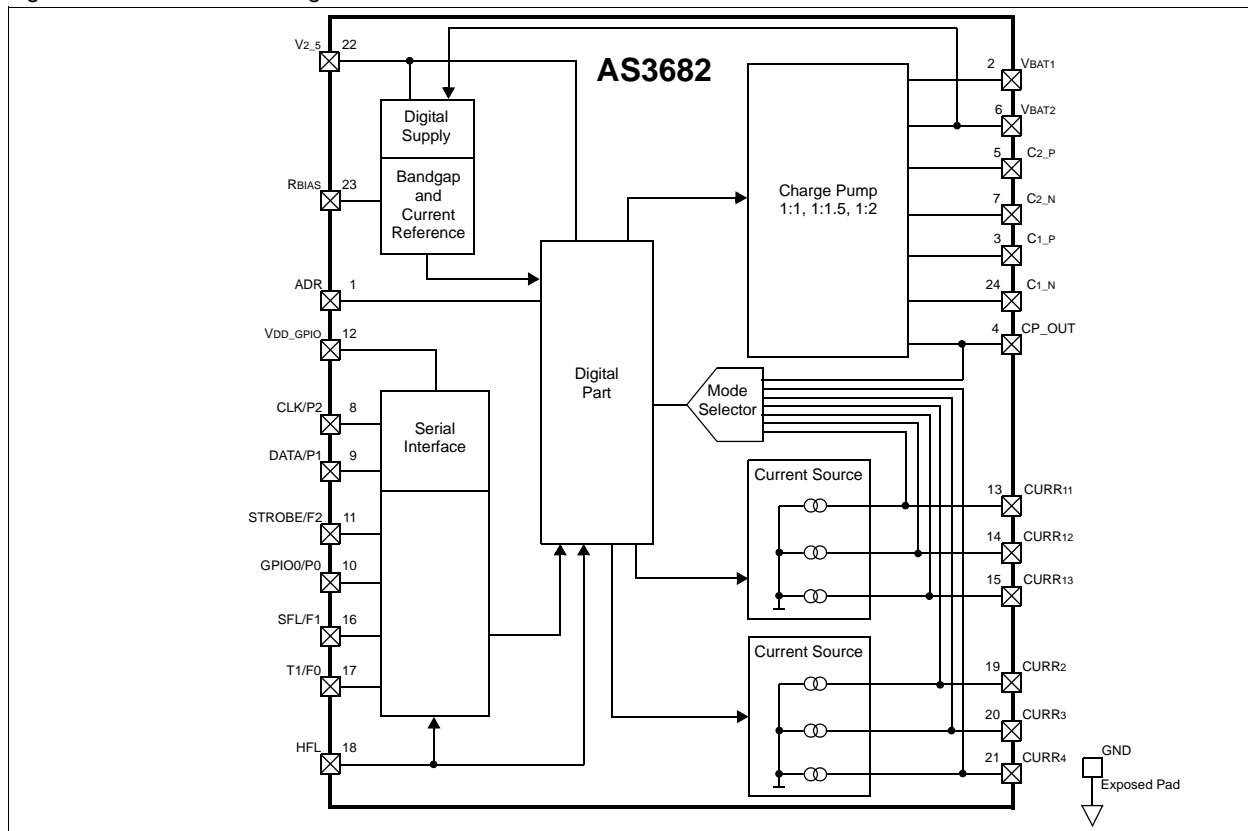 AS3682
V2_5
22
Digital
Supply
Bandgap
and
Current
Reference
RBIAS
23
ADR
1
VDD_GPIO
12
CLK/P2
8
DATA/P1
9
Serial
Interface
STROBE/F2
11
GPIO0/P0
10
SFL/F1
16
T1/F0
17
HFL
18
Digital
Part
Charge Pump
1:1, 1:1.5, 1:2
2
VBAT1
6
VBAT2
5
C2_P
7
C2_N
3
C1_P
24
C1_N
4
CP_OUT
Mode
Selector
Current Source
13
CURR11
14
CURR12
15
CURR13
Current Source
19
CURR2
20
CURR3
21
CURR4
GND
Exposed Pad